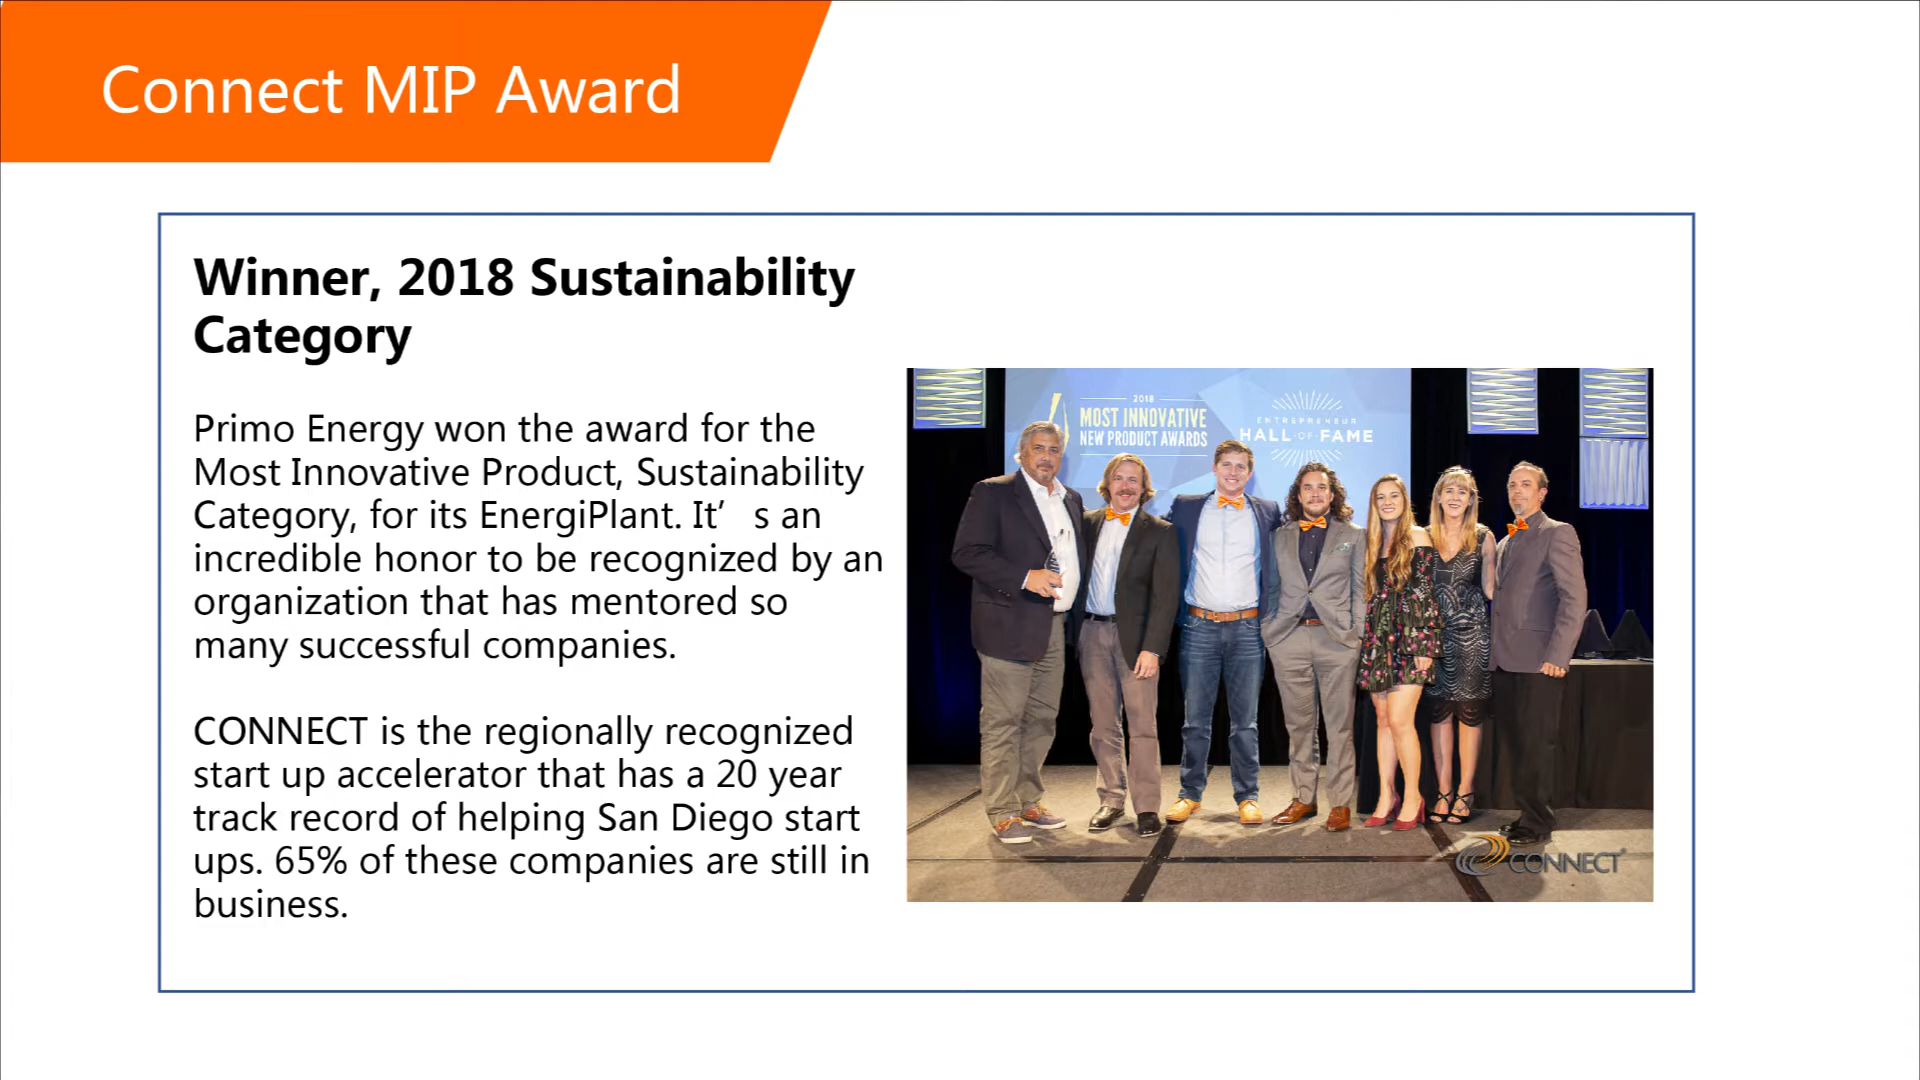 Connect MIP Award
Winner, 2018 Sustainability
Category
Primo Energy won the award for the
Most Innovative Product, Sustainability
Category, for its EnergiPlant. It’ s an
incredible honor to be recognized by an
organization that has mentored so
many successful companies.
CONNECT is the regionally recognized
start up accelerator that has a 20 year
track record of helping San Diego start
ups. 65% of these companies are still in
business.
2018
MOST INNOVATIVE
NEW PRODUCT AWARDS
ENTREPRENEUR
HALL OF FAME
CONNECT